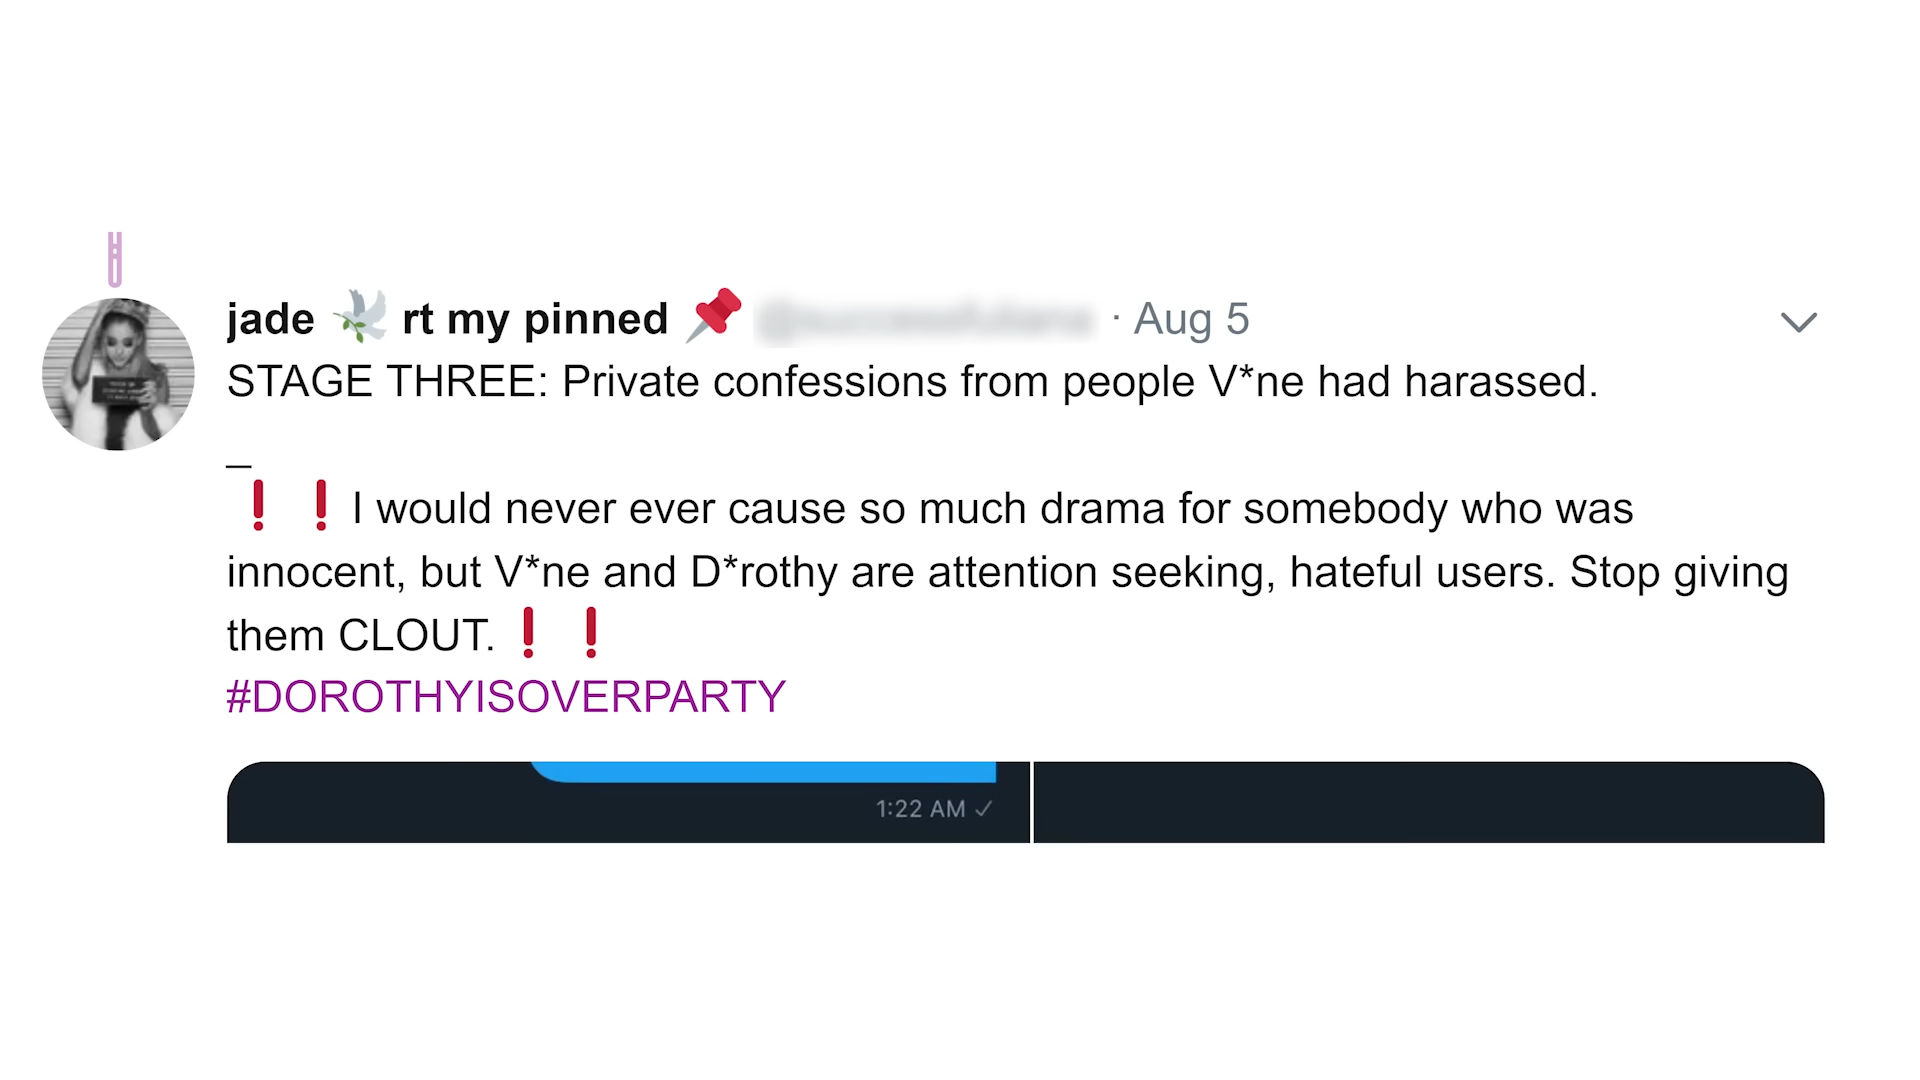 jade 🕊️ rt my pinned 📌 · Aug 5
STAGE THREE: Private confessions from people V*ne had harassed.
_
❗❗I would never ever cause so much drama for somebody who was
innocent, but V*ne and D*rothy are attention seeking, hateful users. Stop giving
them CLOUT.❗❗
#DOROTHYISOVERPARTY
1:22 AM ✓